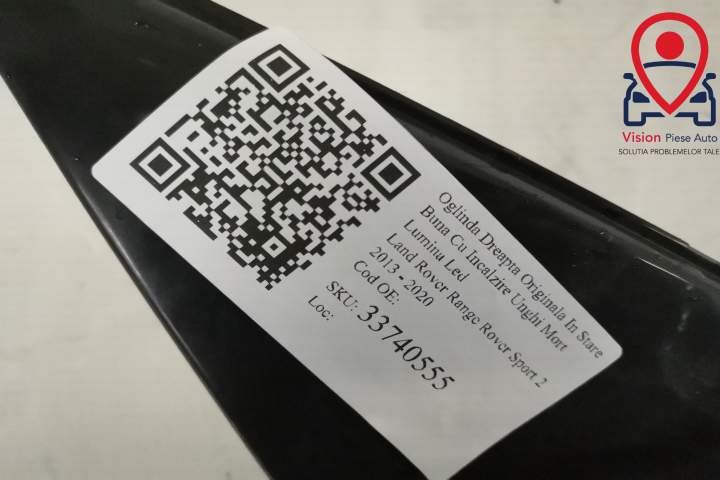 Vision Piese Auto
SOLUTIA PROBLEMELOR TALE
Oglinda Dreapta Originala In Stare
Buna Cu Incalzire Unghi Mort
Lumina Led
Land Rover Range Rover Sport 2
2013 - 2020
Cod OE:
SKU: 33740555
Loc: